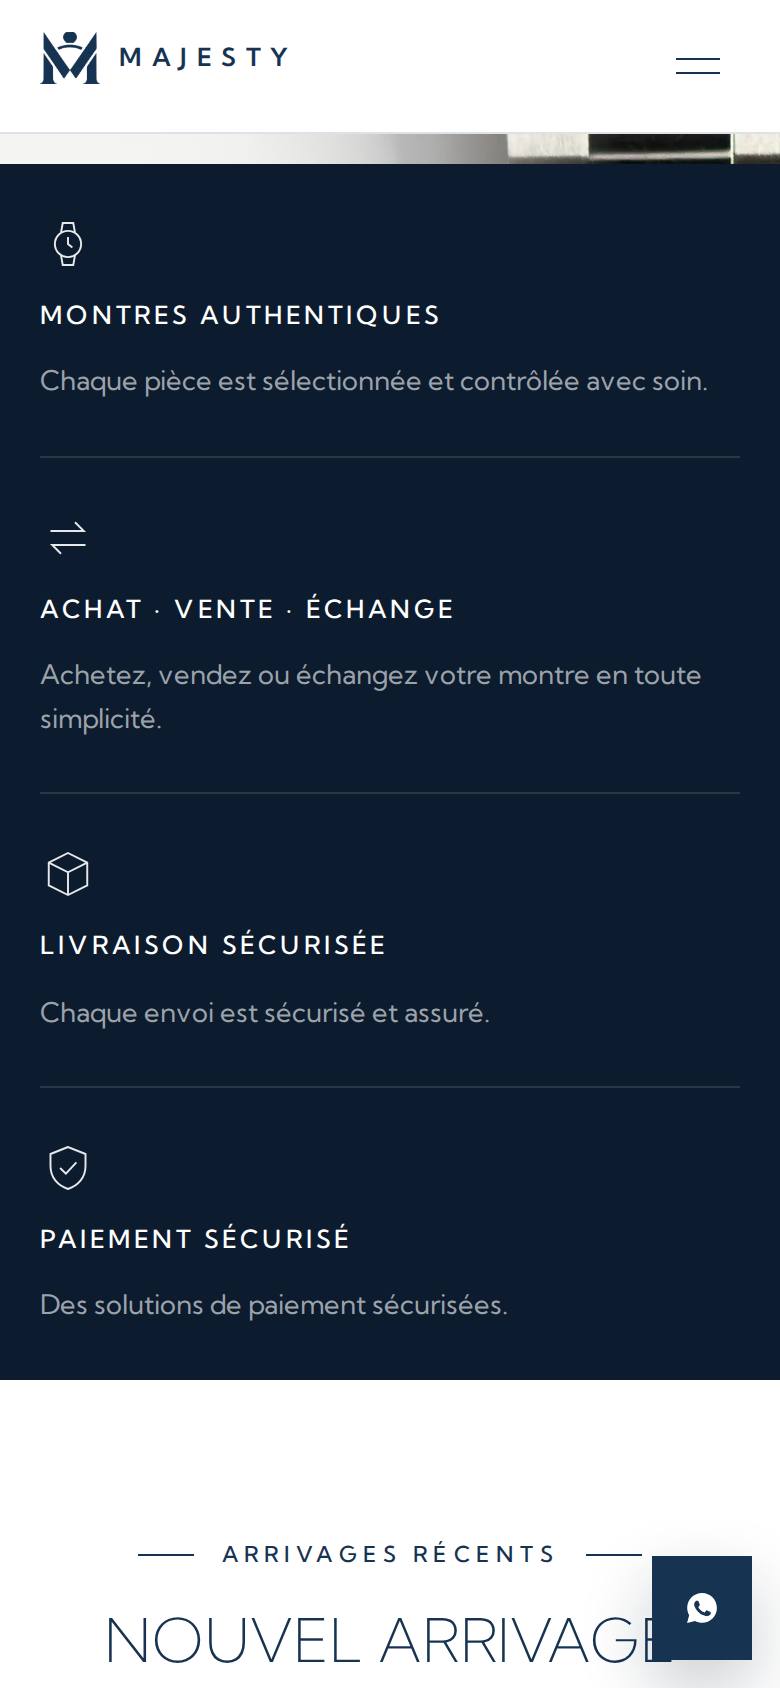 MAJESTY
MONTRES AUTHENTIQUES
Chaque pièce est sélectionnée et contrôlée avec soin.
ACHAT · VENTE · ÉCHANGE
Achetez, vendez ou échangez votre montre en toute
simplicité.
LIVRAISON SÉCURISÉE
Chaque envoi est sécurisé et assuré.
PAIEMENT SÉCURISÉ
Des solutions de paiement sécurisées.
ARRIVAGES RÉCENTS
NOUVEL ARRIVAGE